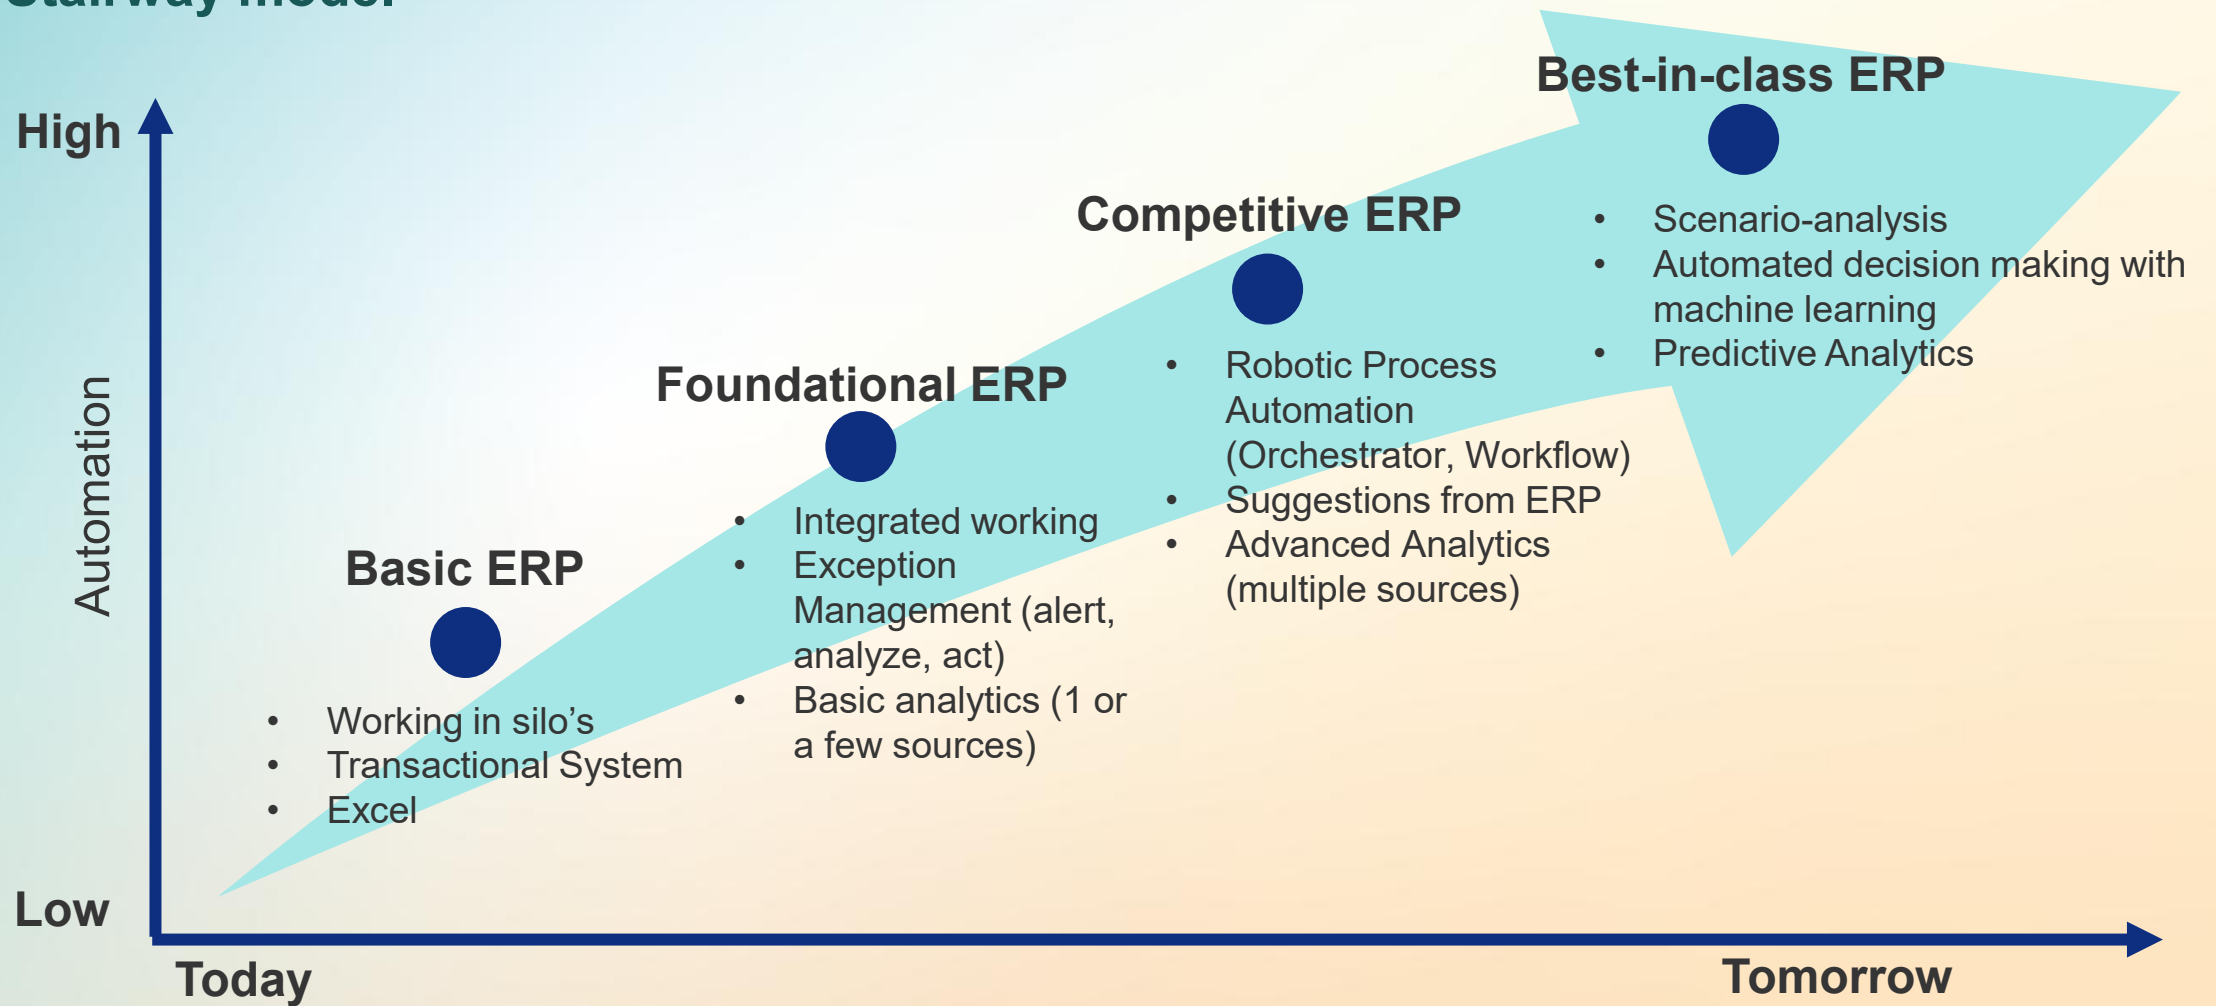 Stairway model
High
Automation
Low
Today
Tomorrow
Basic ERP
• Working in silo’s
• Transactional System
• Excel
Foundational ERP
• Integrated working
• Exception
Management (alert,
analyze, act)
• Basic analytics (1 or
a few sources)
Competitive ERP
• Robotic Process
Automation
(Orchestrator, Workflow)
• Suggestions from ERP
• Advanced Analytics
(multiple sources)
Best-in-class ERP
• Scenario-analysis
• Automated decision making with
machine learning
• Predictive Analytics